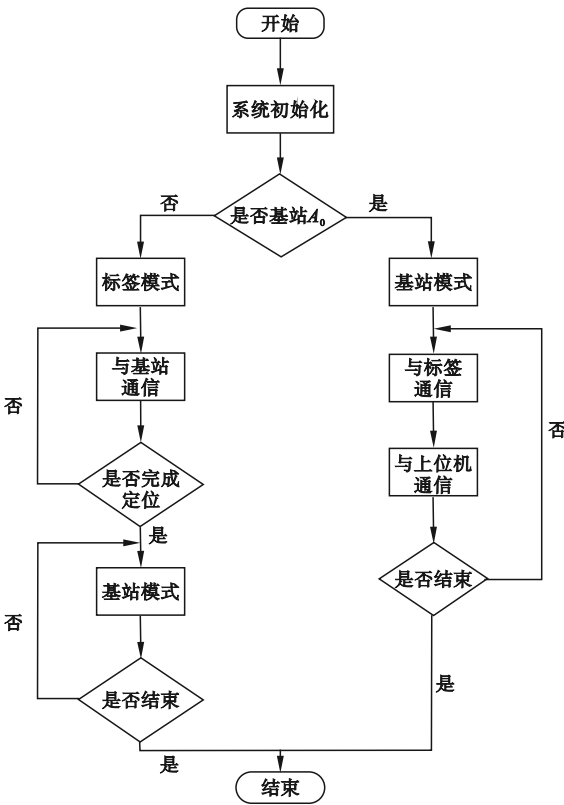 开始
系统初始化
否
是否基站A₀
是
标签模式
基站模式
与基站
通信
与标签
通信
否
否
是否完成
定位
与上位机
通信
是
基站模式
是否结束
否
是否结束
是
是
结束